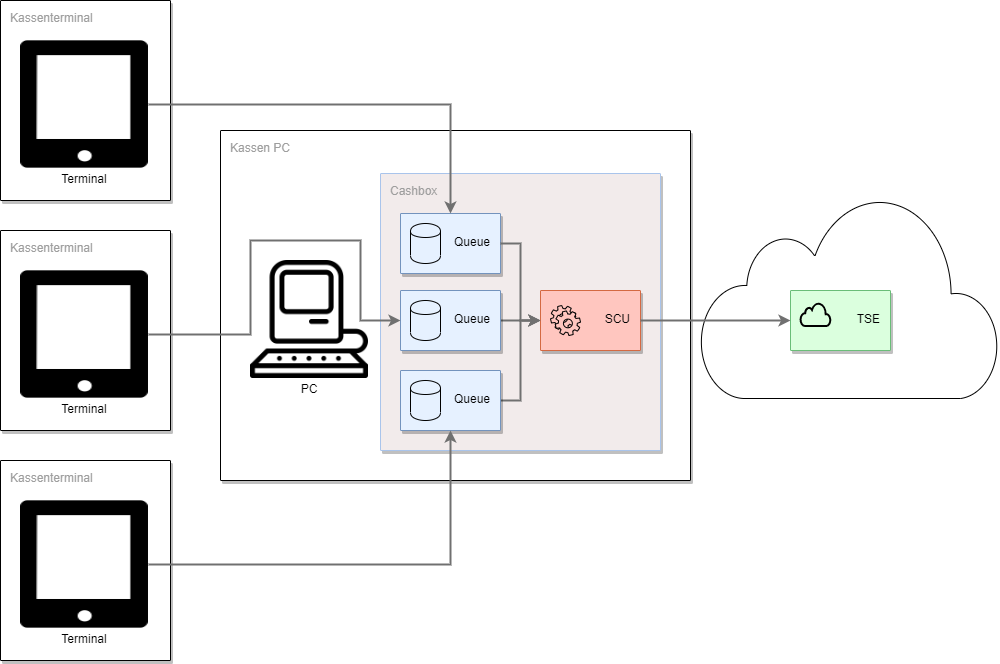 Kassenterminal
Terminal
Kassenterminal
Terminal
Kassenterminal
Terminal
Kassen PC
PC
Cashbox
Queue
Queue
Queue
SCU
TSE